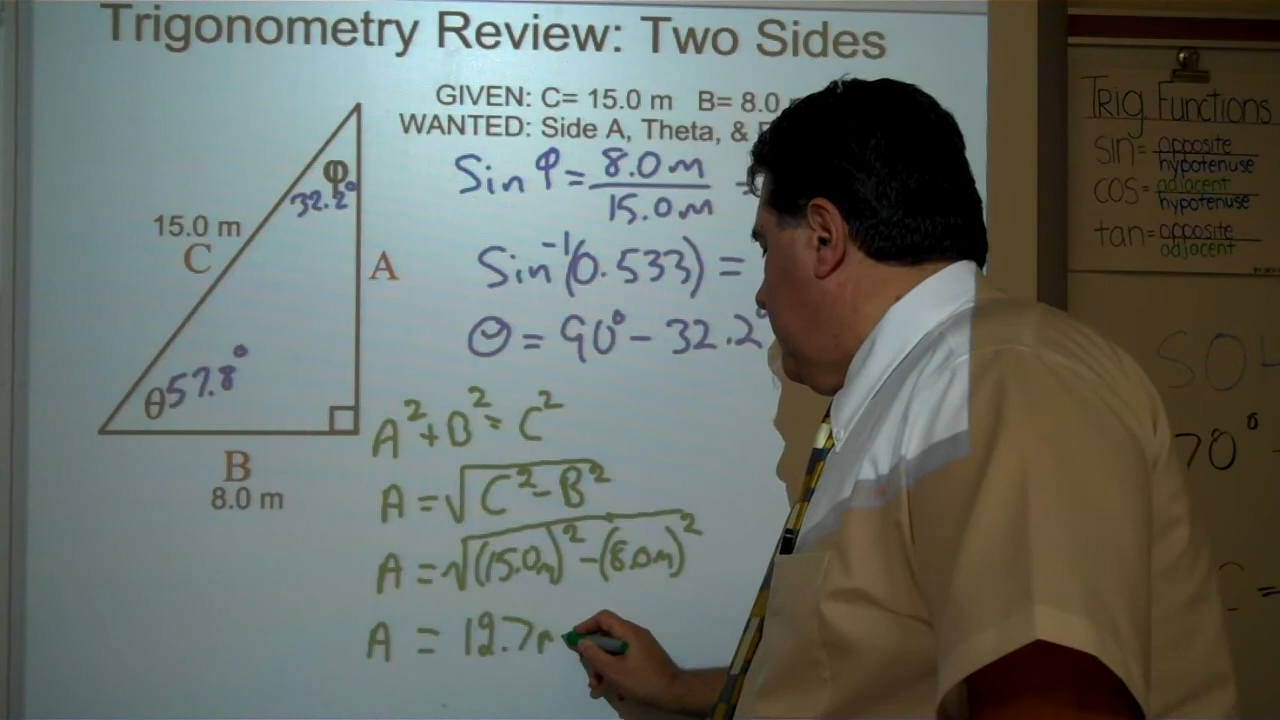 Trigonometry Review: Two Sides
GIVEN: C= 15.0 m B= 8.0
WANTED: Side A, Theta, &
Sin φ = 8.0m
15.0m
Sin⁻¹(0.533) =
θ = 90° - 32.2°
φ
32.2°
15.0 m
C
A
θ 57.8°
B
8.0 m
A² + B² = C²
A = √C² - B²
A = √(15.0m)² - (8.0m)²
A = 12.7m
Trig Functions
sin= opposite
hypotenuse
cos= adjacent
hypotenuse
tan= opposite
adjacent
70°